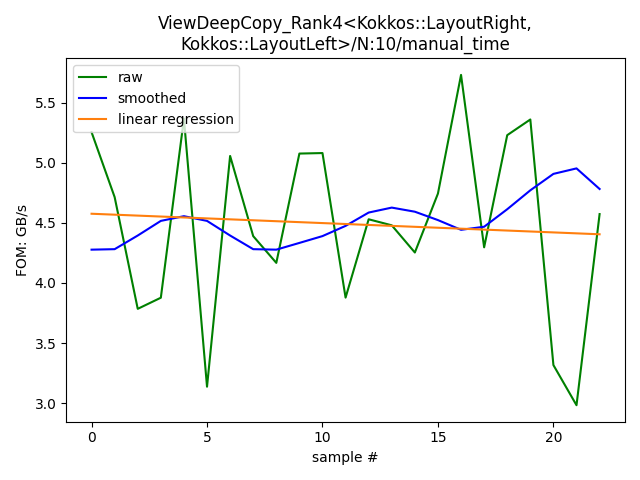 ViewDeepCopy_Rank4<Kokkos::LayoutRight,
Kokkos::LayoutLeft>/N:10/manual_time
raw
smoothed
linear regression
FOM: GB/s
5.5
5.0
4.5
4.0
3.5
3.0
0
5
10
15
20
sample #